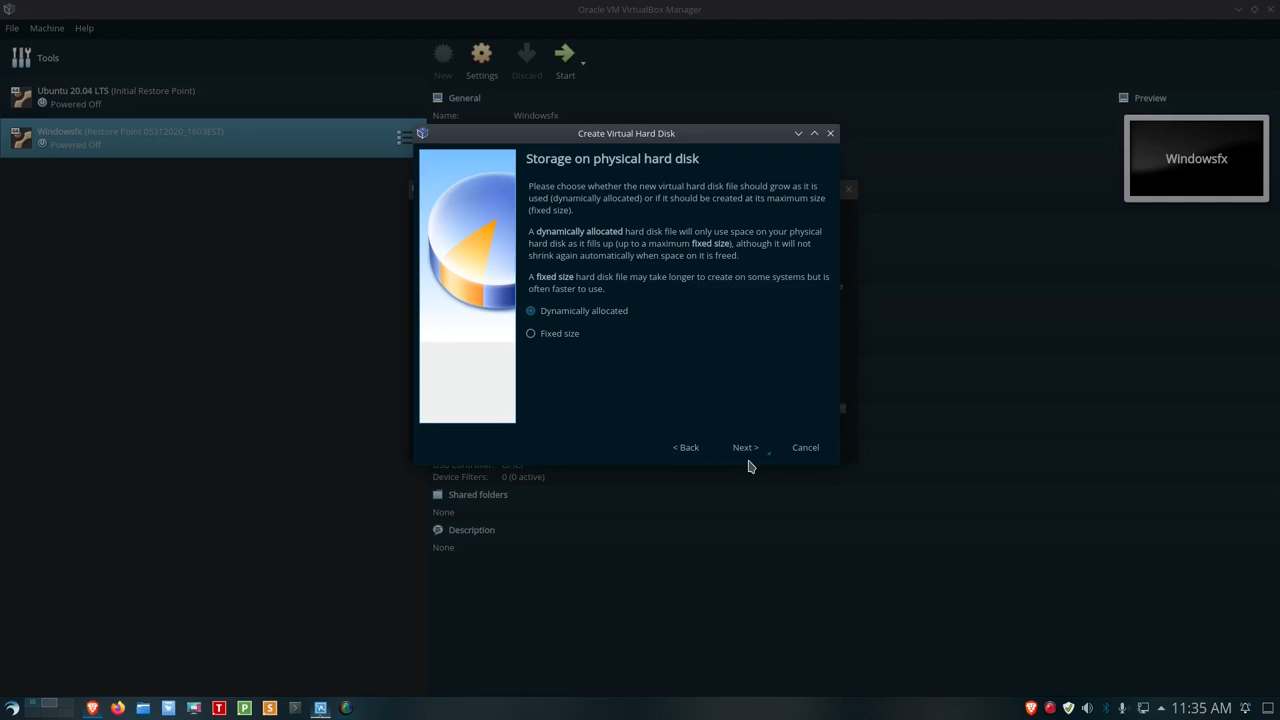 Oracle VM VirtualBox Manager
File Machine Help
Tools
New Settings Discard Start
Ubuntu 20.04 LTS (Initial Restore Point)
Powered Off
Windowsfx (Restore Point 05312020_1603EST)
Powered Off
General
Name: Windowsfx
Preview
Windowsfx
Create Virtual Hard Disk
Storage on physical hard disk
Please choose whether the new virtual hard disk file should grow as it is
used (dynamically allocated) or if it should be created at its maximum size
(fixed size).
A dynamically allocated hard disk file will only use space on your physical
hard disk as it fills up (up to a maximum fixed size), although it will not
shrink again automatically when space on it is freed.
A fixed size hard disk file may take longer to create on some systems but is
often faster to use.
Dynamically allocated
Fixed size
< Back Next > Cancel
Device Filters: 0 (0 active)
Shared folders
None
Description
None
T P S
11:35 AM